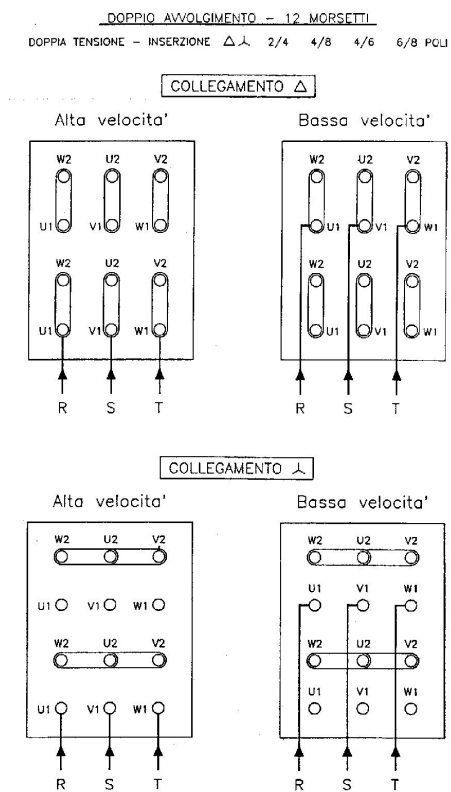 DOPPIO AVVOLGIMENTO – 12 MORSETTI
DOPPIA TENSIONE – INSERZIONE △ ⅄ 2/4 4/8 4/6 6/8 POLI
COLLEGAMENTO △
Alta velocita'
W2 U2 V2
U1 V1 W1
W2 U2 V2
U1 V1 W1
R S T
Bassa velocita'
W2 U2 V2
U1 V1 W1
W2 U2 V2
U1 V1 W1
R S T
COLLEGAMENTO ⅄
Alta velocita'
W2 U2 V2
U1 V1 W1
W2 U2 V2
U1 V1 W1
R S T
Bassa velocita'
W2 U2 V2
U1 V1 W1
W2 U2 V2
U1 V1 W1
R S T